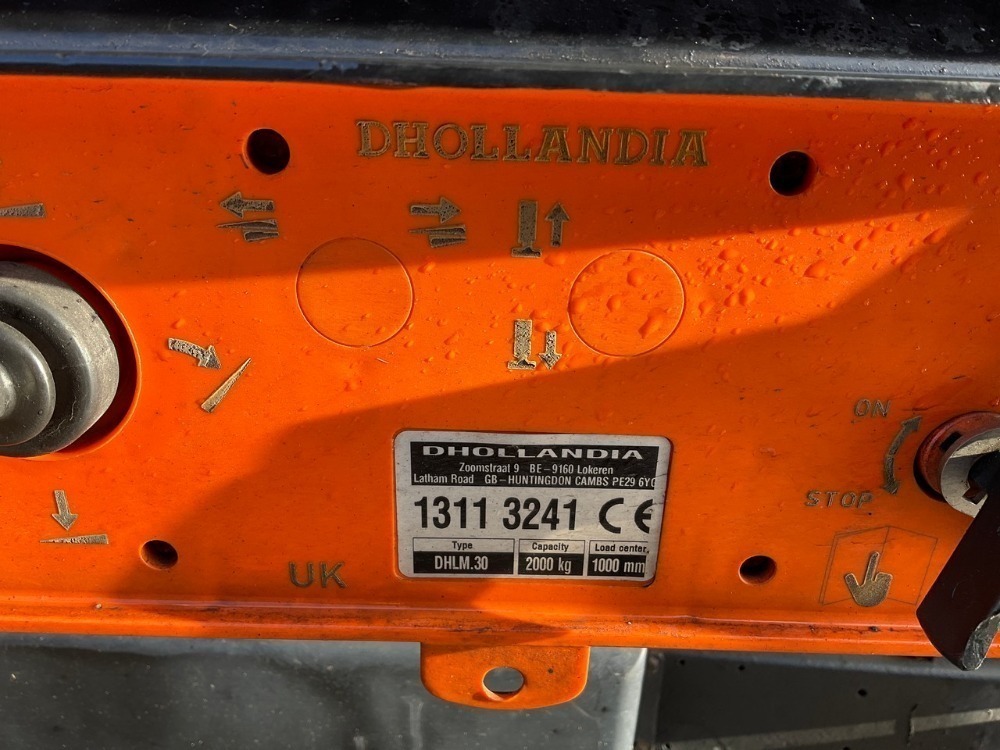 DHOLLANDIA
ON
STOP
DHOLLANDIA
Zoomstraat 9 BE-9160 Lokeren
Latham Road GB-HUNTINGDON CAMBS PE29 6YG
1311 3241 CE
Type Capacity Load center
DHLM.30 2000 kg 1000 mm
UK